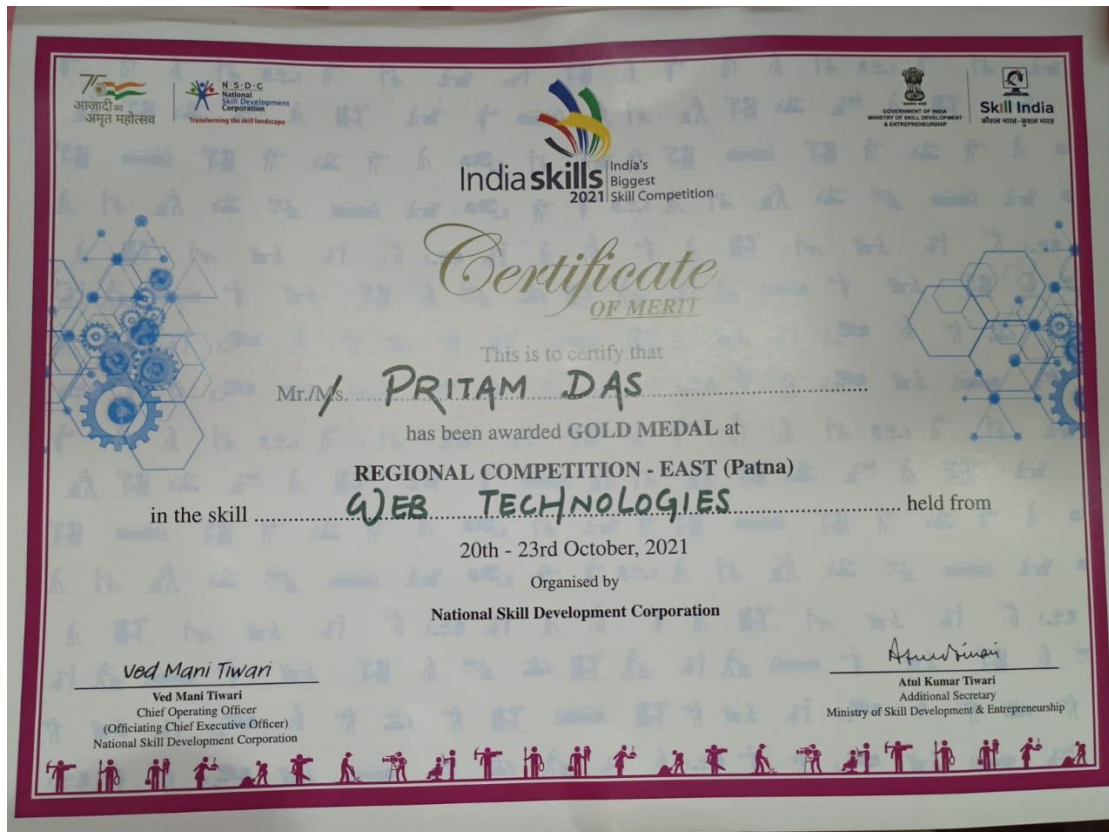 75
आज़ादी का
अमृत महोत्सव
N·S·D·C
National
Skill Development
Corporation
Transforming the skill landscape
GOVERNMENT OF INDIA
MINISTRY OF SKILL DEVELOPMENT
& ENTREPRENEURSHIP
Skill India
कौशल भारत-कुशल भारत
India skills 2021
India's
Biggest
Skill Competition
Certificate
OF MERIT
This is to certify that
Mr./Ms. PRITAM DAS
has been awarded GOLD MEDAL at
REGIONAL COMPETITION - EAST (Patna)
in the skill WEB TECHNOLOGIES held from
20th - 23rd October, 2021
Organised by
National Skill Development Corporation
Ved Mani Tiwari
Ved Mani Tiwari
Chief Operating Officer
(Officiating Chief Executive Officer)
National Skill Development Corporation
Atul Kumar Tiwari
Additional Secretary
Ministry of Skill Development & Entrepreneurship